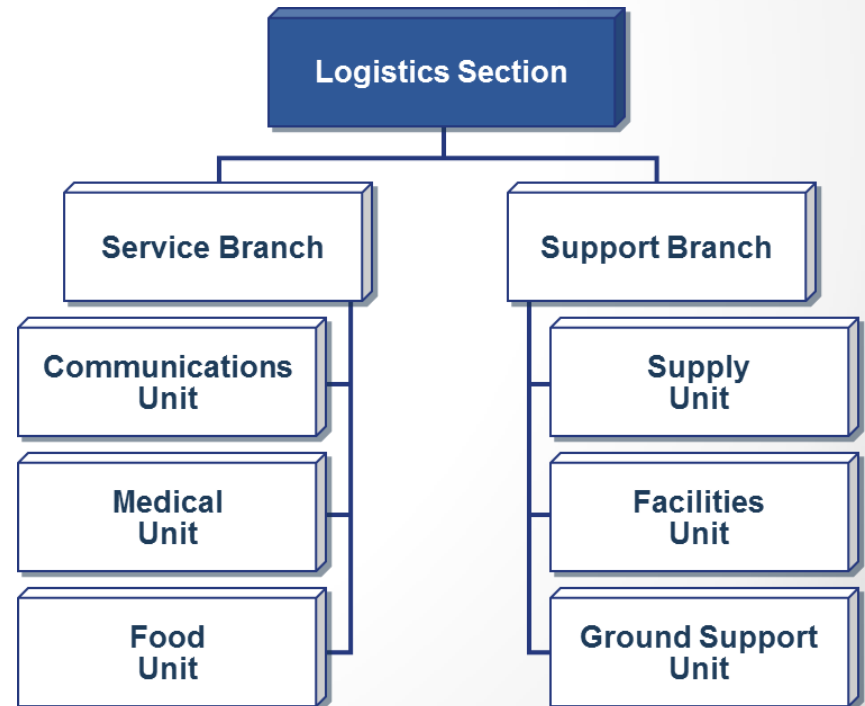 Logistics Section
Service Branch
Support Branch
Communications
Unit
Supply
Unit
Medical
Unit
Facilities
Unit
Food
Unit
Ground Support
Unit